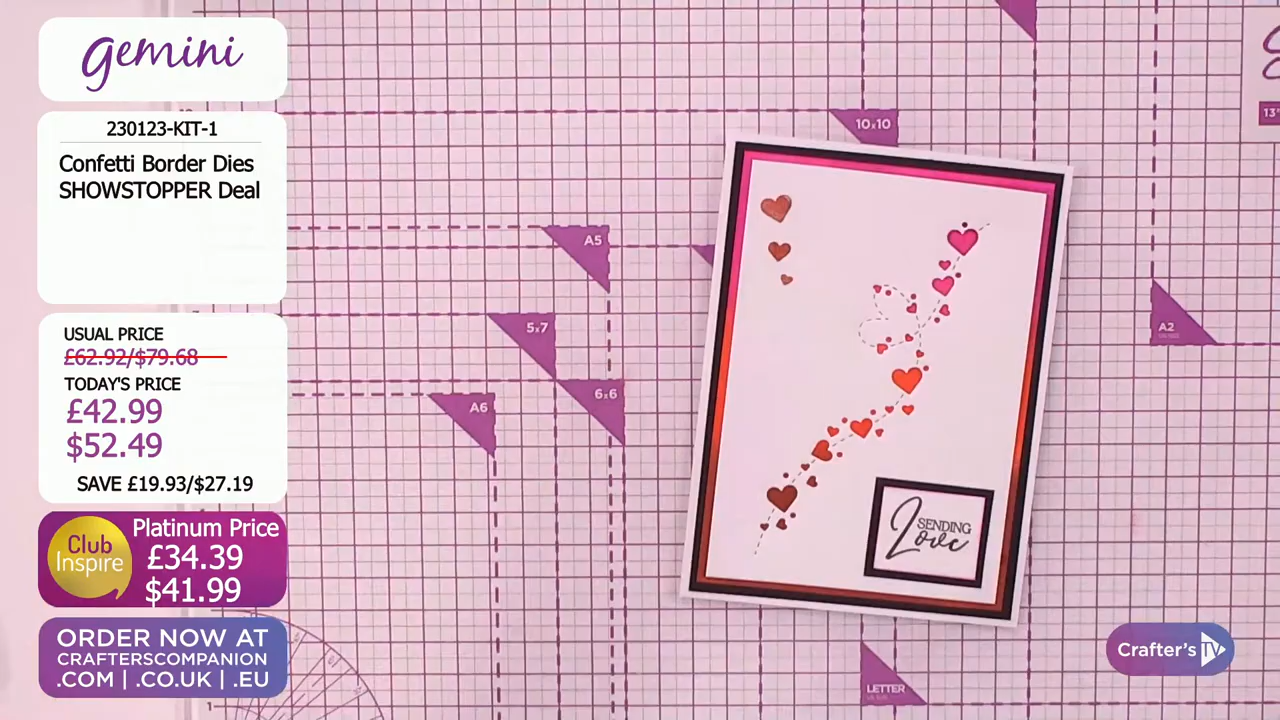 gemini
230123-KIT-1
Confetti Border Dies
SHOWSTOPPER Deal
USUAL PRICE
£62.92/$79.68
TODAY'S PRICE
£42.99
$52.49
SAVE £19.93/$27.19
Club
Inspire
Platinum Price
£34.39
$41.99
ORDER NOW AT
CRAFTERSCOMPANION
.COM | .CO.UK | .EU
10x10
13"
A5
5x7
6x6
A6
A2
SENDING
Love
Crafter's TV
LETTER
1